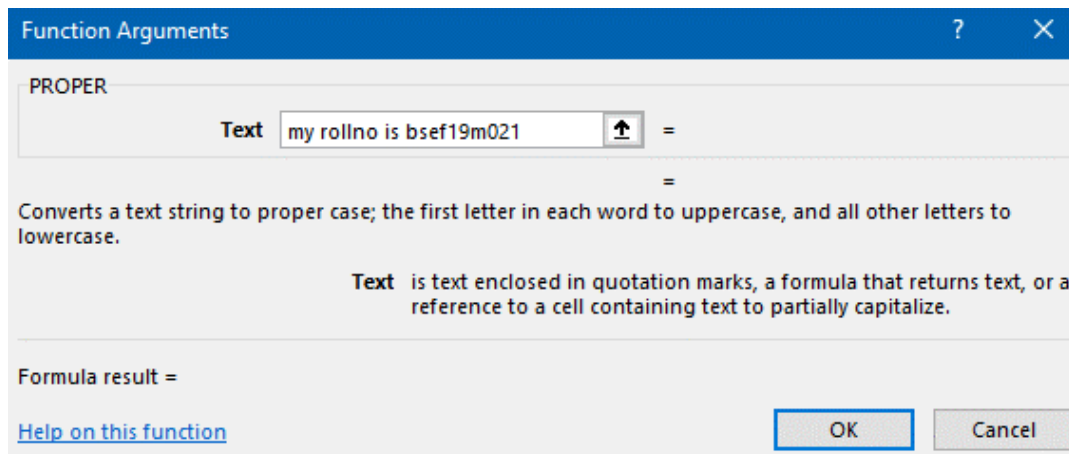 Function Arguments ? ×
PROPER
Text my rollno is bsef19m021 =
=
Converts a text string to proper case; the first letter in each word to uppercase, and all other letters to
lowercase.
Text is text enclosed in quotation marks, a formula that returns text, or a
reference to a cell containing text to partially capitalize.
Formula result =
Help on this function OK Cancel